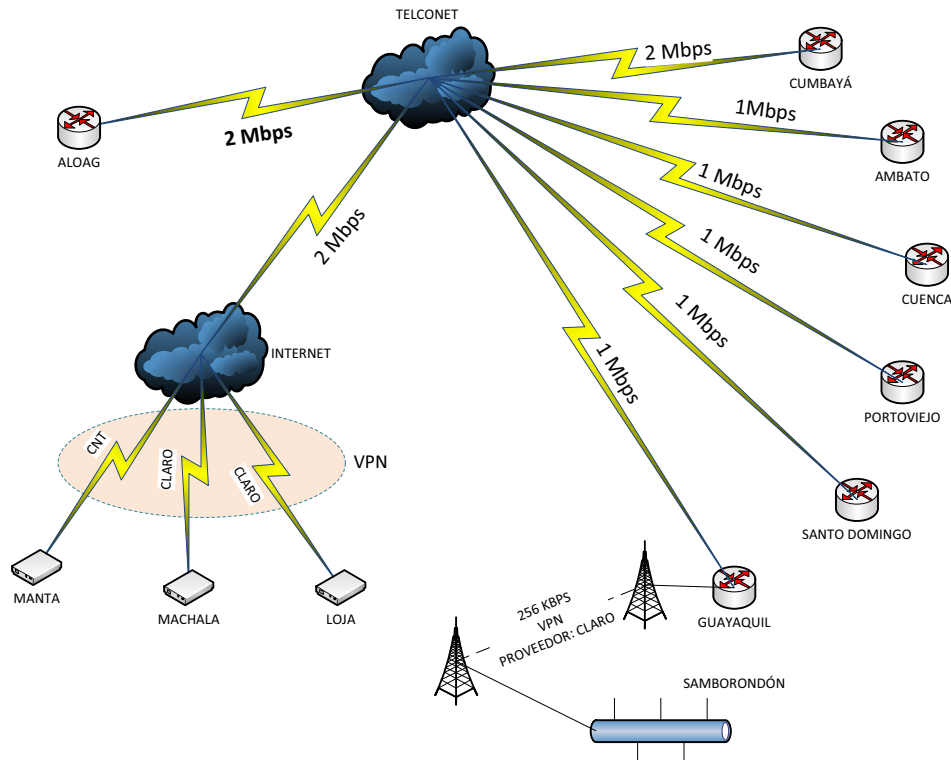 TELCONET
2 Mbps
CUMBAYÁ
2 Mbps
ALOAG
1Mbps
AMBATO
1 Mbps
CUENCA
2 Mbps
1 Mbps
PORTOVIEJO
1 Mbps
SANTO DOMINGO
1 Mbps
GUAYAQUIL
INTERNET
CNT
CLARO
CLARO
VPN
MANTA
MACHALA
LOJA
256 KBPS
VPN
PROVEEDOR: CLARO
SAMBORONDÓN